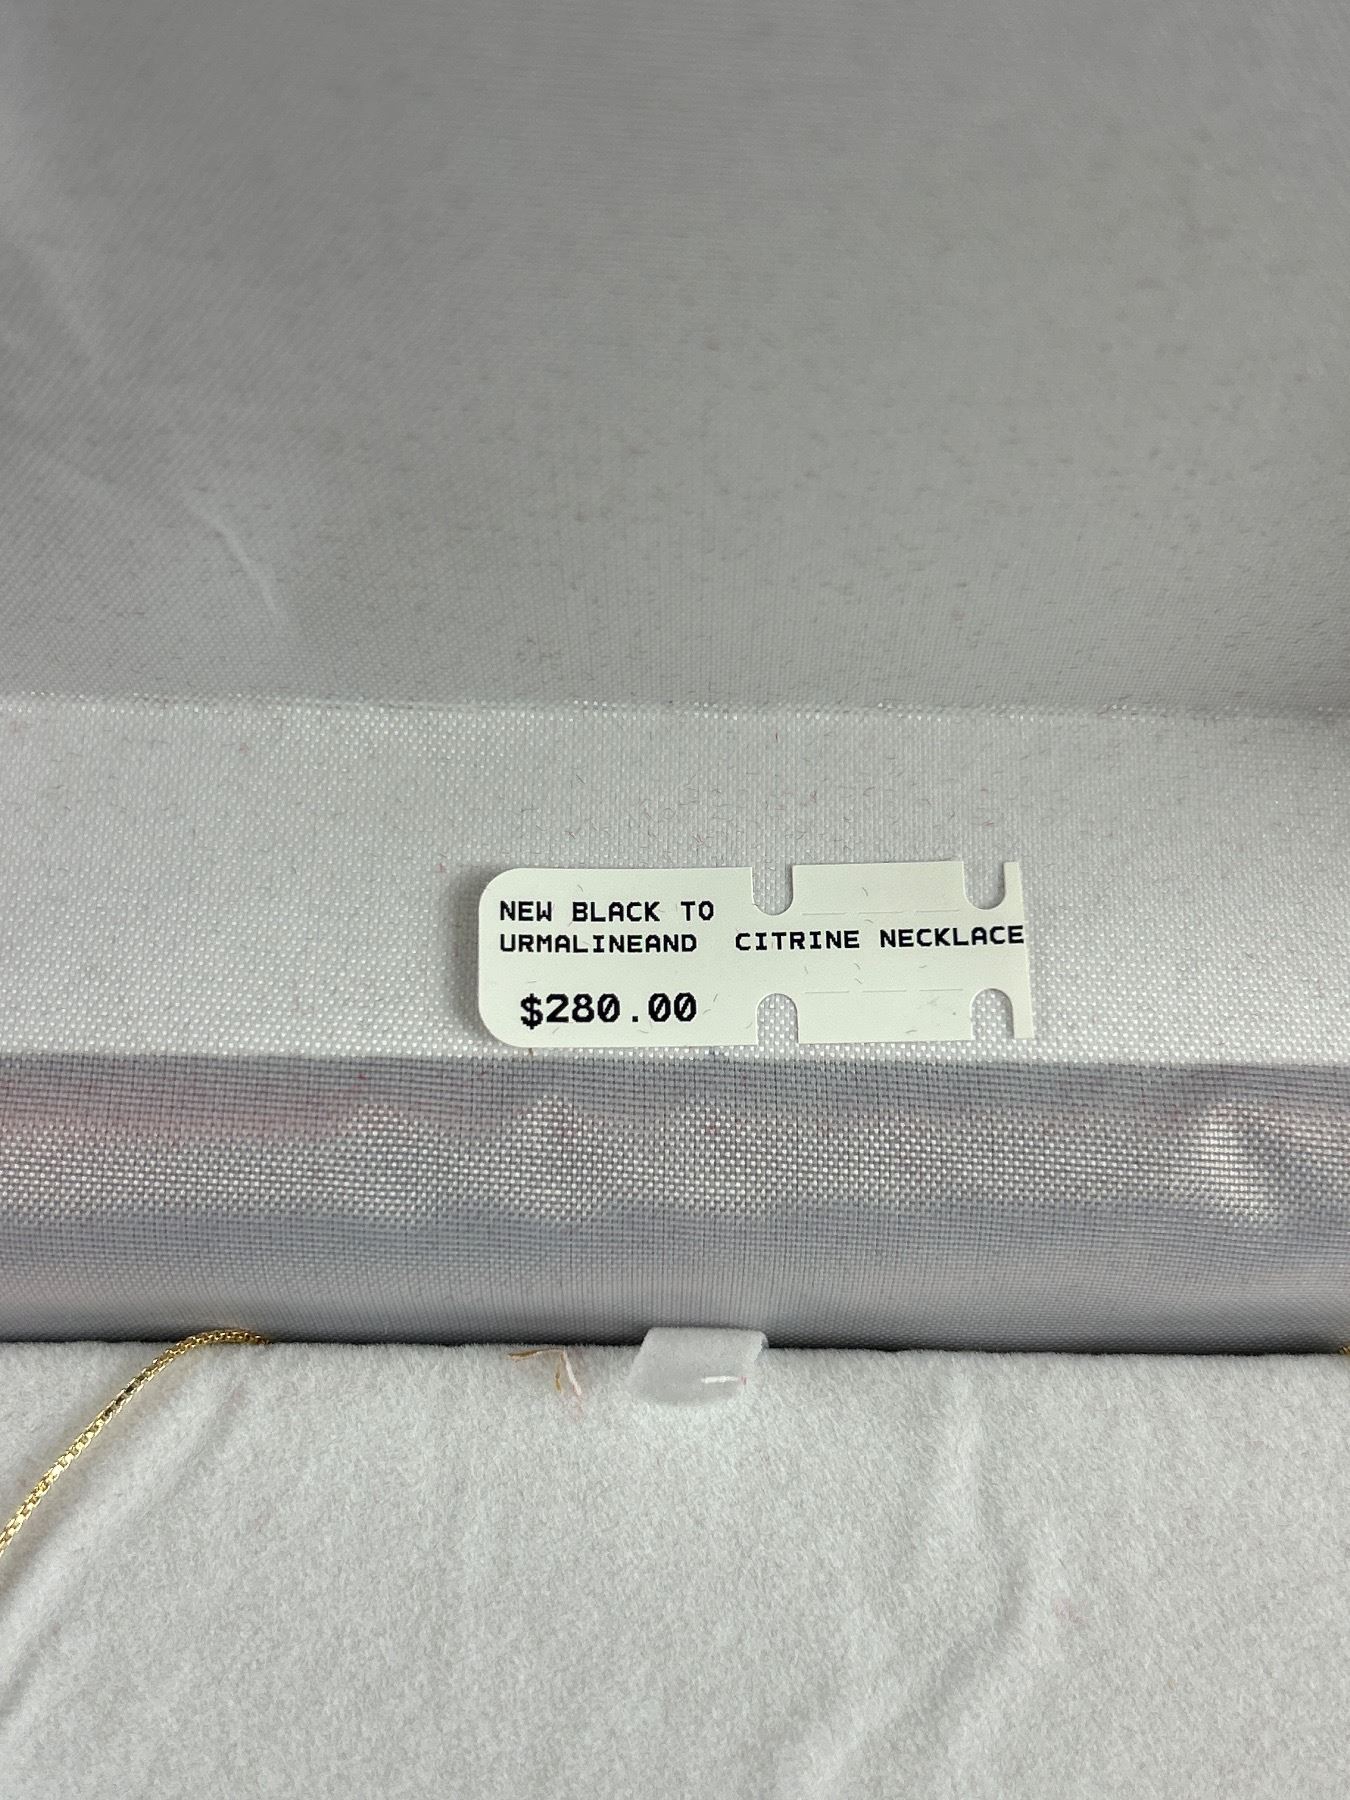 NEW BLACK TO
URMALINEAND CITRINE NECKLACE
$280.00